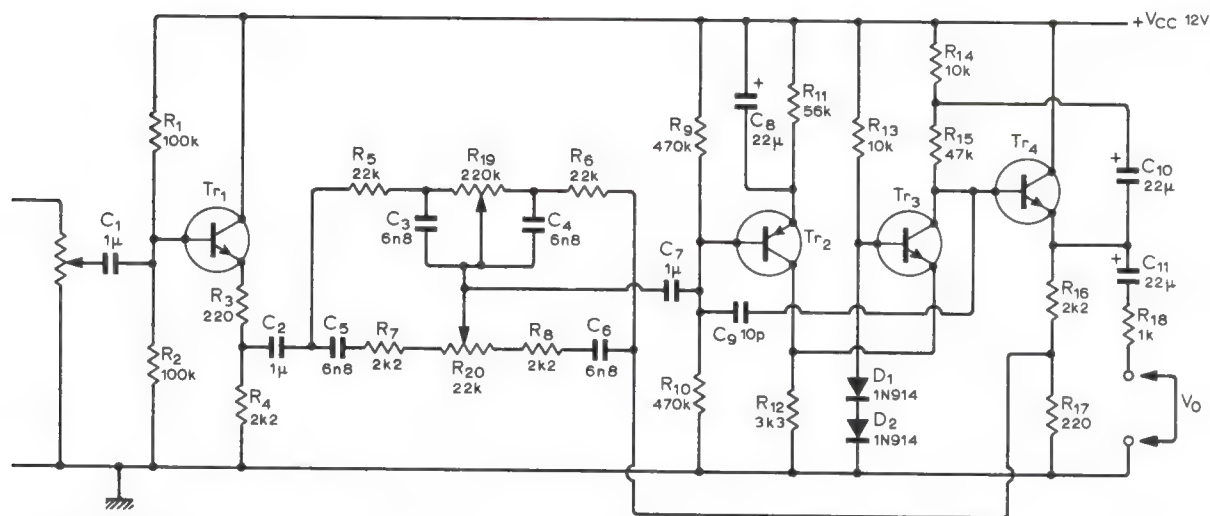 +VCC 12V
R1
100k
R2
100k
C1
1μ
Tr1
R3
220
R4
2k2
C2
1μ
R5
22k
R19
220k
R6
22k
C3
6n8
C4
6n8
C5
6n8
R7
2k2
R20
22k
R8
2k2
C6
6n8
C7
1μ
R9
470k
R10
470k
C8
22μ
+
R11
56k
Tr2
C9 10p
R12
3k3
R13
10k
D1
1N914
D2
1N914
R14
10k
R15
47k
Tr3
Tr4
+
C10
22μ
+
C11
22μ
R16
2k2
R18
1k
R17
220
VO